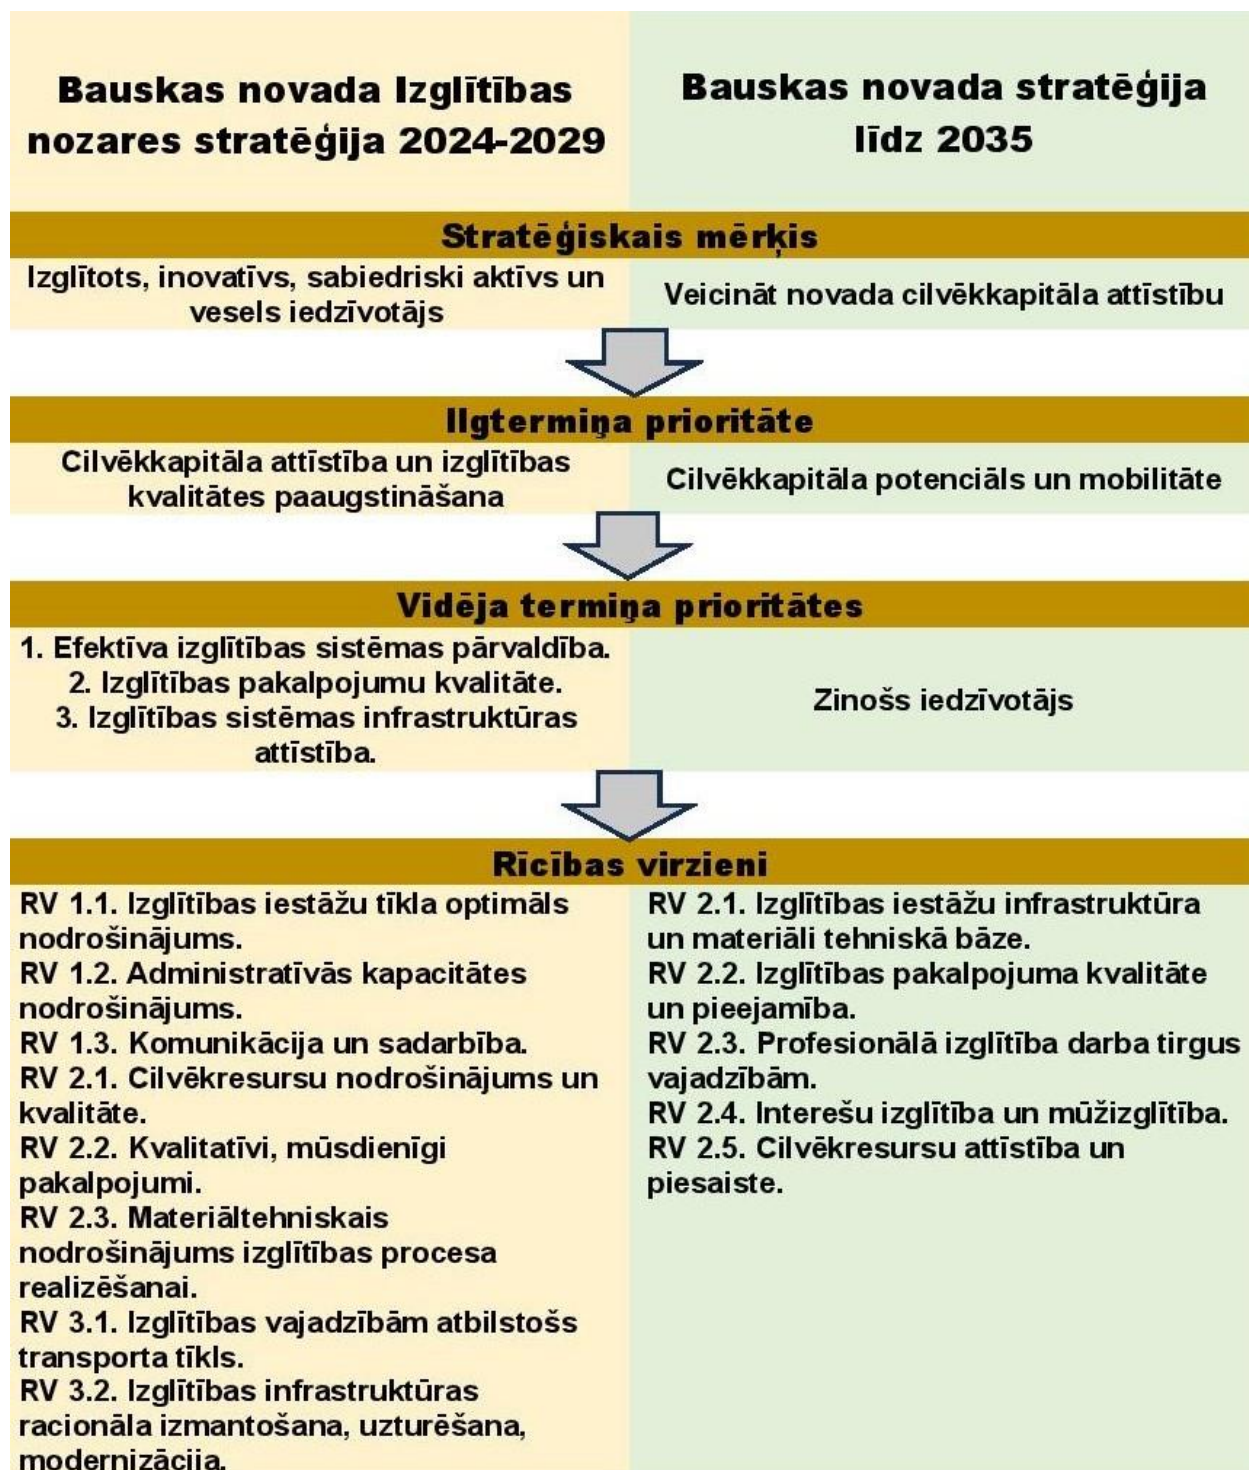 Bauskas novada Izglītības
nozares stratēģija 2024-2029
Bauskas novada stratēģija
līdz 2035
Stratēģiskais mērķis
Izglītots, inovatīvs, sabiedriski aktīvs un
vesels iedzīvotājs
Veicināt novada cilvēkkapitāla attīstību
Ilgtermiņa prioritāte
Cilvēkkapitāla attīstība un izglītības
kvalitātes paaugstināšana
Cilvēkkapitāla potenciāls un mobilitāte
Vidēja termiņa prioritātes
1. Efektīva izglītības sistēmas pārvaldība.
2. Izglītības pakalpojumu kvalitāte.
3. Izglītības sistēmas infrastruktūras
attīstība.
Zinošs iedzīvotājs
Rīcības virzieni
RV 1.1. Izglītības iestāžu tīkla optimāls
nodrošinājums.
RV 1.2. Administratīvās kapacitātes
nodrošinājums.
RV 1.3. Komunikācija un sadarbība.
RV 2.1. Cilvēkresursu nodrošinājums un
kvalitāte.
RV 2.2. Kvalitatīvi, mūsdienīgi
pakalpojumi.
RV 2.3. Materiāltehniskais
nodrošinājums izglītības procesa
realizēšanai.
RV 3.1. Izglītības vajadzībām atbilstošs
transporta tīkls.
RV 3.2. Izglītības infrastruktūras
racionāla izmantošana, uzturēšana,
modernizācija.
RV 2.1. Izglītības iestāžu infrastruktūra
un materiāli tehniskā bāze.
RV 2.2. Izglītības pakalpojuma kvalitāte
un pieejamība.
RV 2.3. Profesionālā izglītība darba tirgus
vajadzībām.
RV 2.4. Interešu izglītība un mūžizglītība.
RV 2.5. Cilvēkresursu attīstība un
piesaiste.